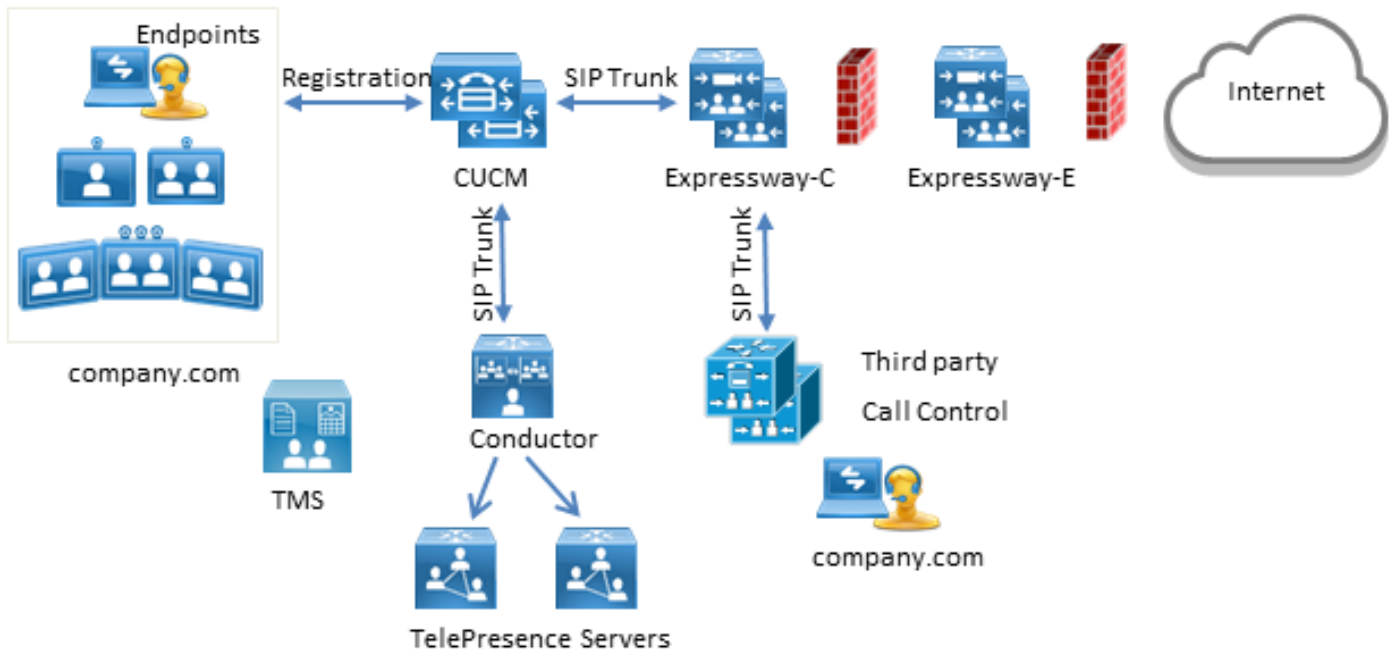 Endpoints
Registration
SIP Trunk
Internet
CUCM
Expressway-C
Expressway-E
SIP Trunk
SIP Trunk
company.com
Third party
Call Control
Conductor
TMS
company.com
TelePresence Servers